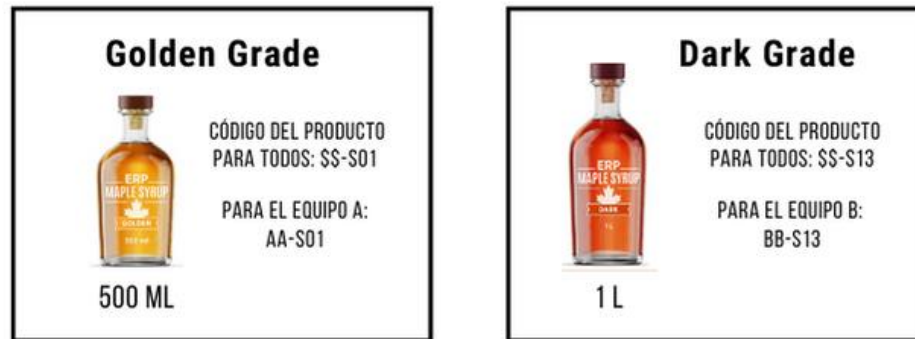 Golden Grade
CÓDIGO DEL PRODUCTO
PARA TODOS: $$-S01
PARA EL EQUIPO A:
AA-S01
ERP
MAPLE SYRUP
GOLDEN
500 ML
Dark Grade
CÓDIGO DEL PRODUCTO
PARA TODOS: $$-S13
PARA EL EQUIPO B:
BB-S13
ERP
MAPLE SYRUP
DARK
1 L
1 L